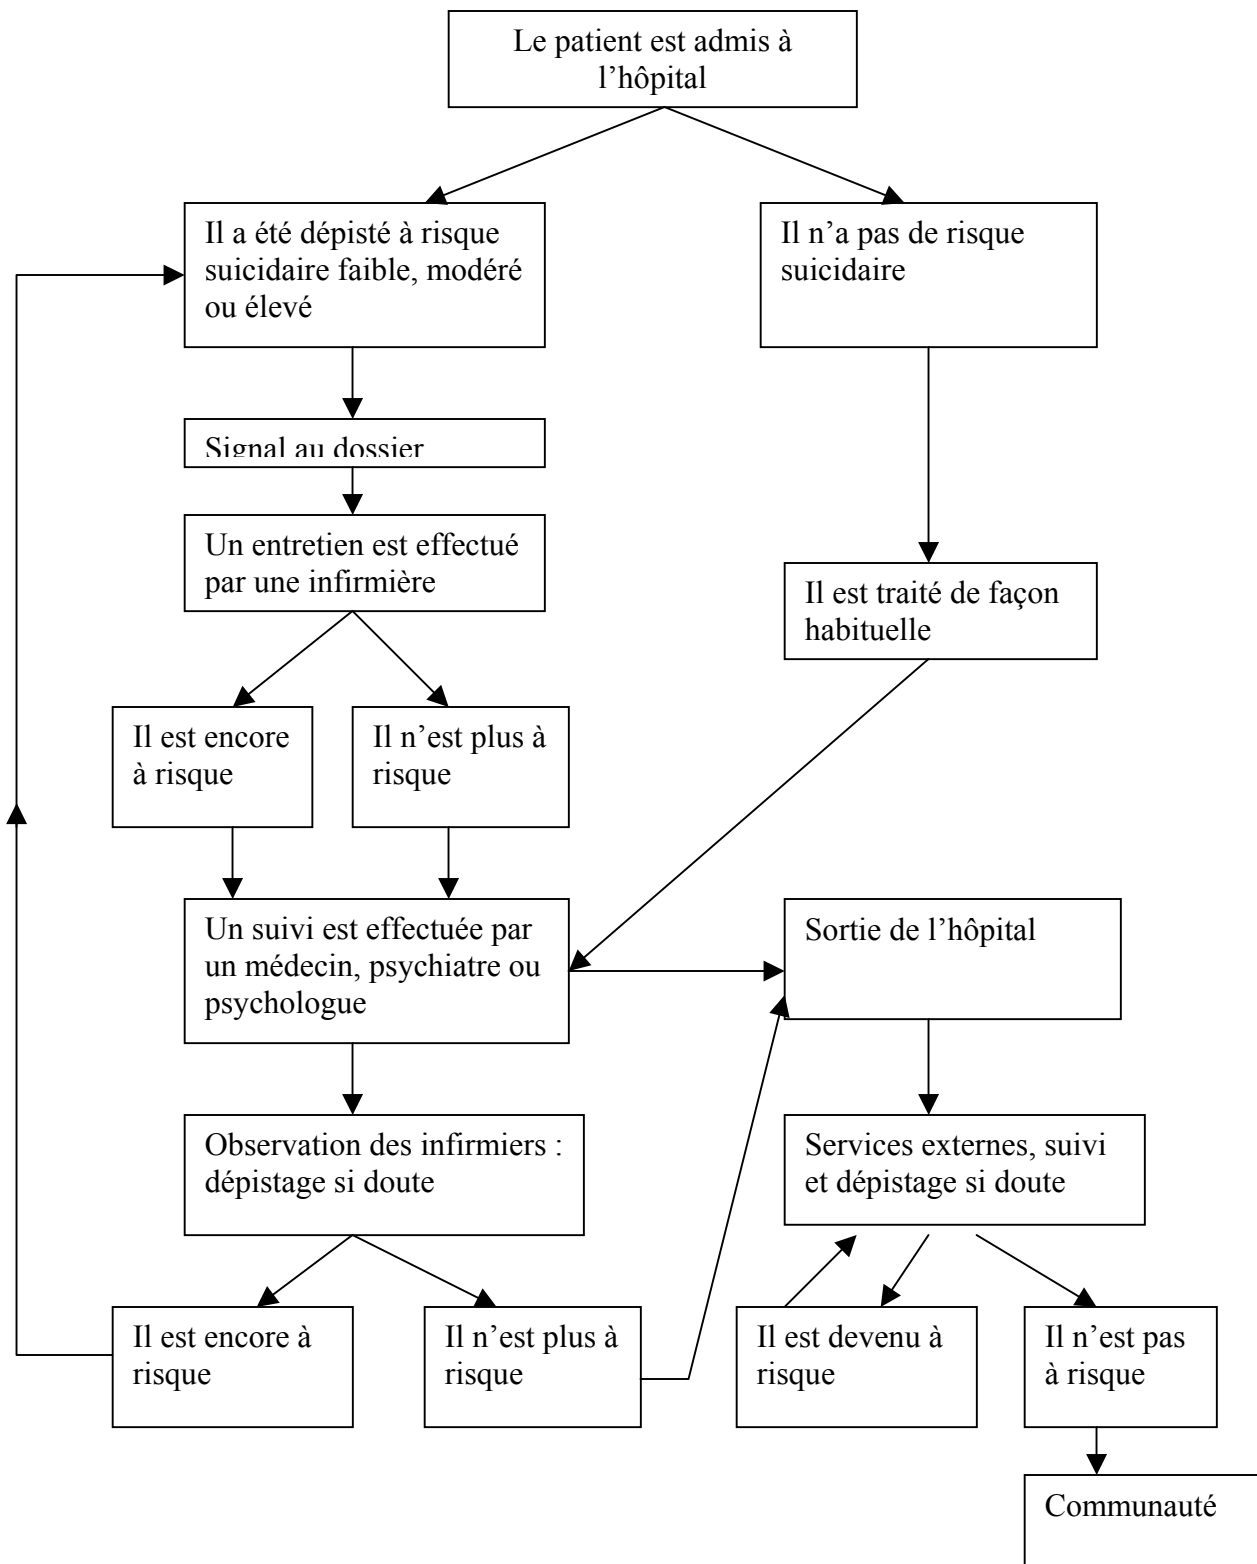 Le patient est admis à
l’hôpital
Il a été dépisté à risque
suicidaire faible, modéré
ou élevé
Il n’a pas de risque
suicidaire
Signal au dossier
Un entretien est effectué
par une infirmière
Il est traité de façon
habituelle
Il est encore
à risque
Il n’est plus à
risque
Un suivi est effectuée par
un médecin, psychiatre ou
psychologue
Sortie de l’hôpital
Observation des infirmiers :
dépistage si doute
Services externes, suivi
et dépistage si doute
Il est encore à
risque
Il n’est plus à
risque
Il est devenu à
risque
Il n’est pas
à risque
Communauté